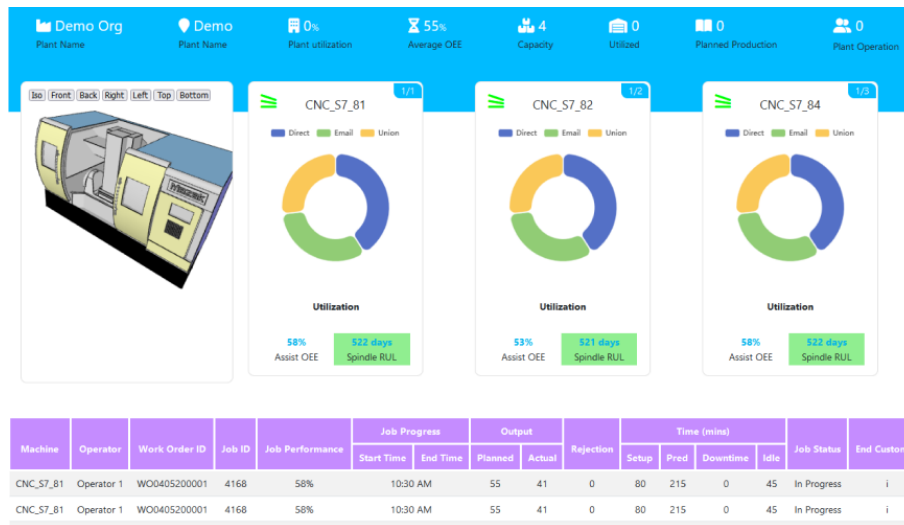 Demo Org Demo 0% 55% 4 0 0 0
Plant Name Plant Name Plant utilization Average OEE Capacity Utilized Planned Production Plant Operation
Iso Front Back Right Left Top Bottom
1/1
CNC_S7_81
Direct Email Union
Utilization
58% 522 days
Assist OEE Spindle RUL
1/2
CNC_S7_82
Direct Email Union
Utilization
53% 521 days
Assist OEE Spindle RUL
1/3
CNC_S7_84
Direct Email Union
Utilization
58% 522 days
Assist OEE Spindle RUL
Machine Operator Work Order ID Job ID Job Performance Job Progress Output Rejection Time (mins) Job Status End Custom
Start Time End Time Planned Actual Setup Pred Downtime Idle
CNC_S7_81 Operator 1 WO0405200001 4168 58% 10:30 AM 55 41 0 80 215 0 45 In Progress i
CNC_S7_81 Operator 1 WO0405200001 4168 58% 10:30 AM 55 41 0 80 215 0 45 In Progress i